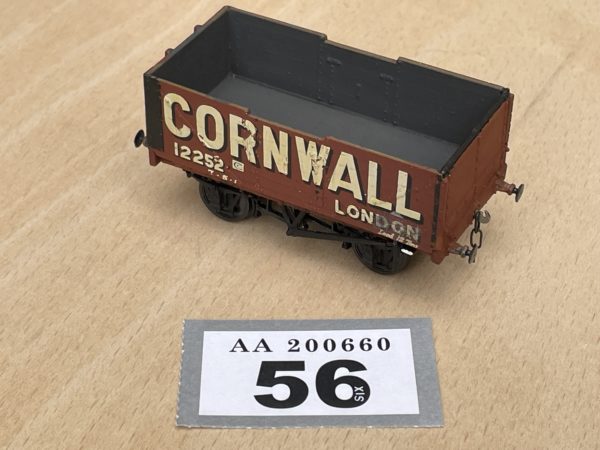 CORNWALL
12252. C
LONDON
AA 200660
56
SIX